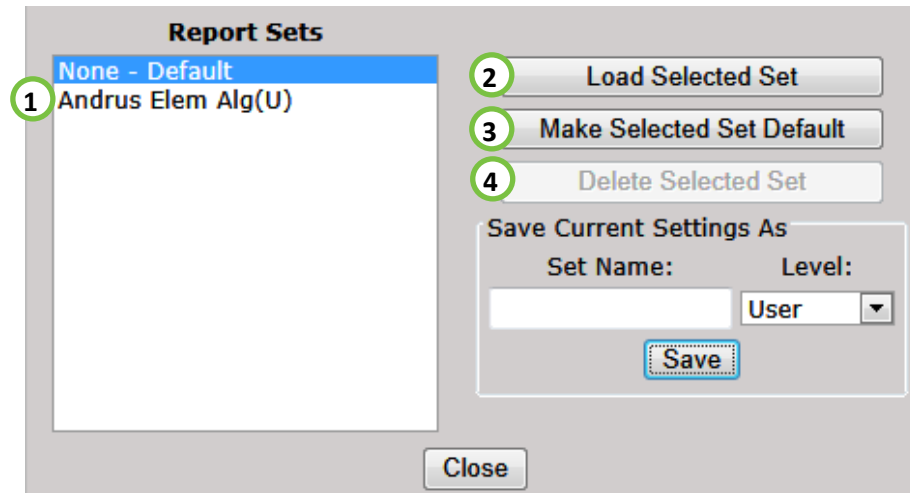 Report Sets
None - Default
1 Andrus Elem Alg(U)
2 Load Selected Set
3 Make Selected Set Default
4 Delete Selected Set
Save Current Settings As
Set Name: Level:
User
Save
Close